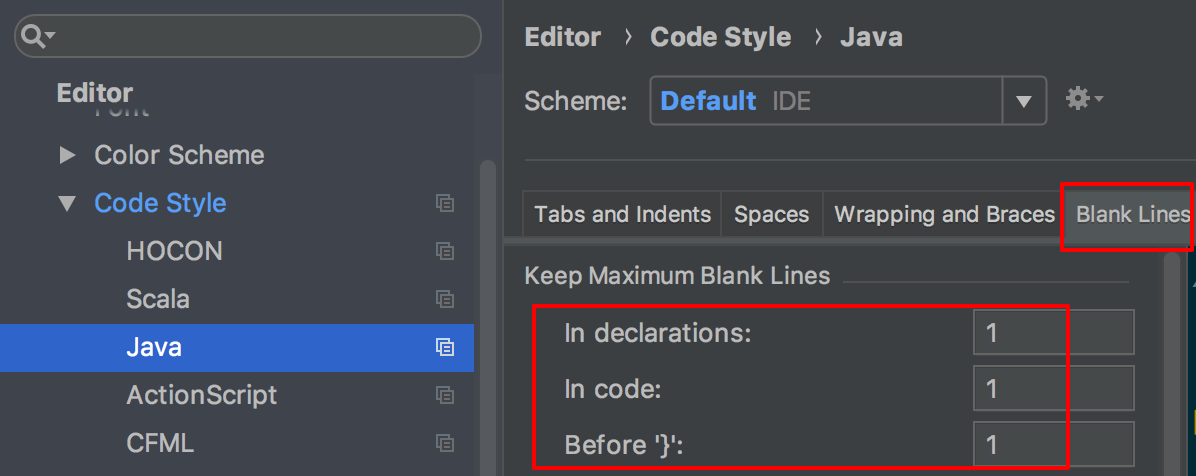 Editor
Font
Color Scheme
Code Style
HOCON
Scala
Java
ActionScript
CFML
Editor › Code Style › Java
Scheme: Default IDE
Tabs and Indents Spaces Wrapping and Braces Blank Lines
Keep Maximum Blank Lines
In declarations: 1
In code: 1
Before '}': 1